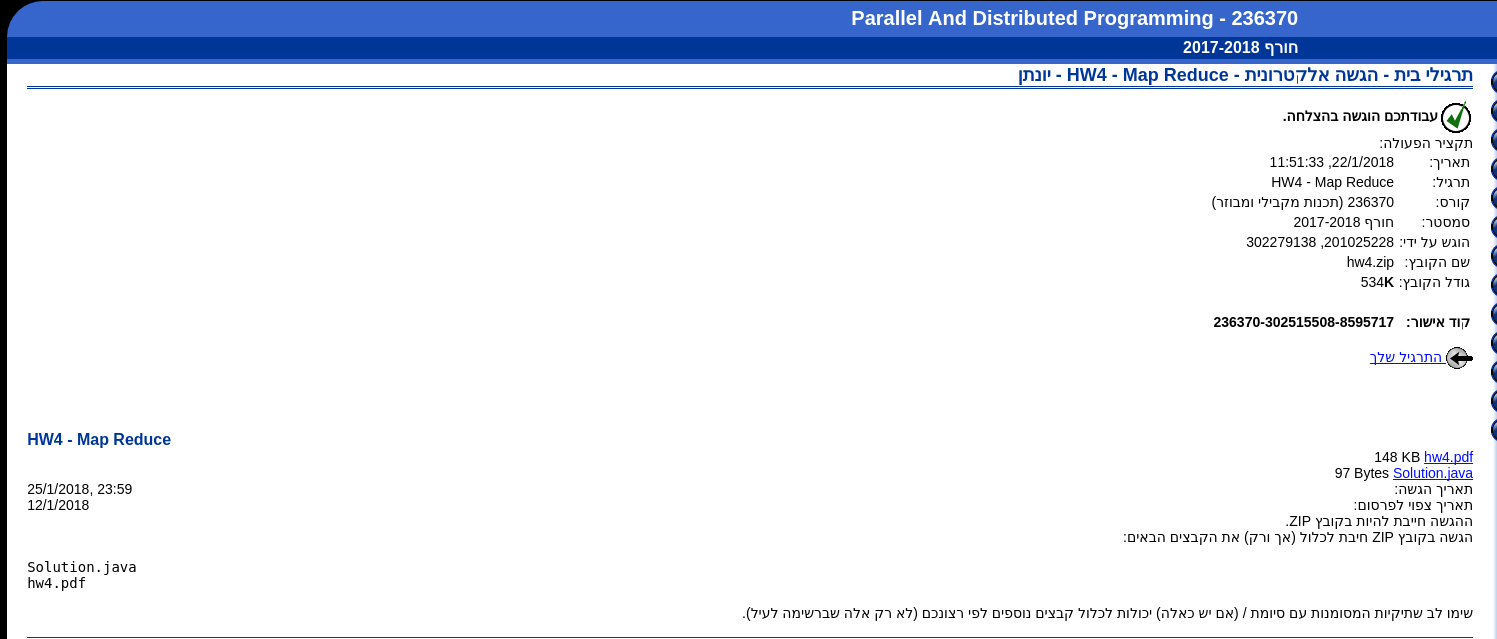 236370 - Parallel And Distributed Programming
חורף 2017-2018
תרגילי בית - הגשה אלקטרונית - HW4 - Map Reduce - יונתן
עבודתכם הוגשה בהצלחה.
תקציר הפעולה:
תאריך: 22/1/2018, 11:51:33
תרגיל: HW4 - Map Reduce
קורס: 236370 (תכנות מקבילי ומבוזר)
סמסטר: חורף 2017-2018
הוגש על ידי: 201025228, 302279138
שם הקובץ: hw4.zip
גודל הקובץ: 534K
קוד אישור: 236370-302515508-8595717
התרגיל שלך
HW4 - Map Reduce
hw4.pdf 148 KB
Solution.java 97 Bytes
תאריך הגשה: 25/1/2018, 23:59
תאריך צפוי לפרסום: 12/1/2018
ההגשה חייבת להיות בקובץ ZIP.
הגשה בקובץ ZIP חיבת לכלול (אך ורק) את הקבצים הבאים:
Solution.java
hw4.pdf
שימו לב שתיקיות המסומנות עם סיומת / (אם יש כאלה) יכולות לכלול קבצים נוספים לפי רצונכם (לא רק אלה שברשימה לעיל).